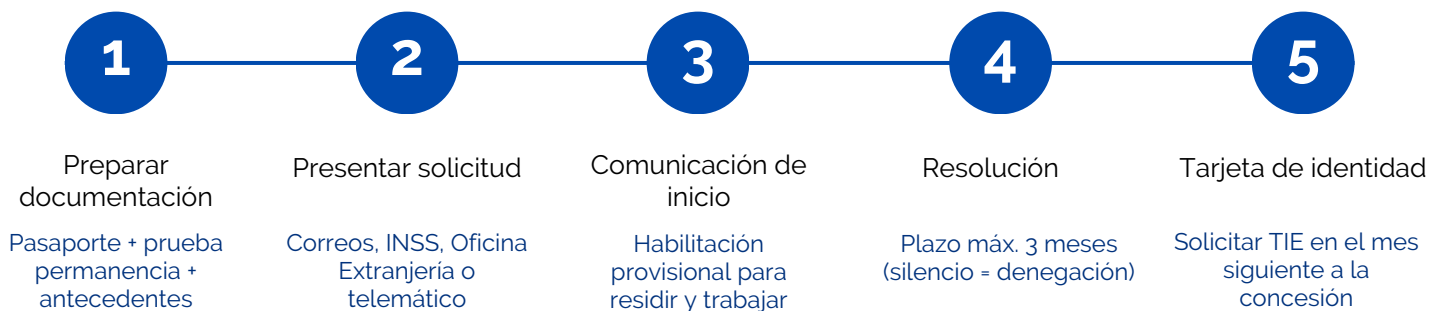 1
2
3
4
5
Preparar
documentación
Pasaporte + prueba
permanencia +
antecedentes
Presentar solicitud
Correos, INSS, Oficina
Extranjería o
telemático
Comunicación de
inicio
Habilitación
provisional para
residir y trabajar
Resolución
Plazo máx. 3 meses
(silencio = denegación)
Tarjeta de identidad
Solicitar TIE en el mes
siguiente a la
concesión